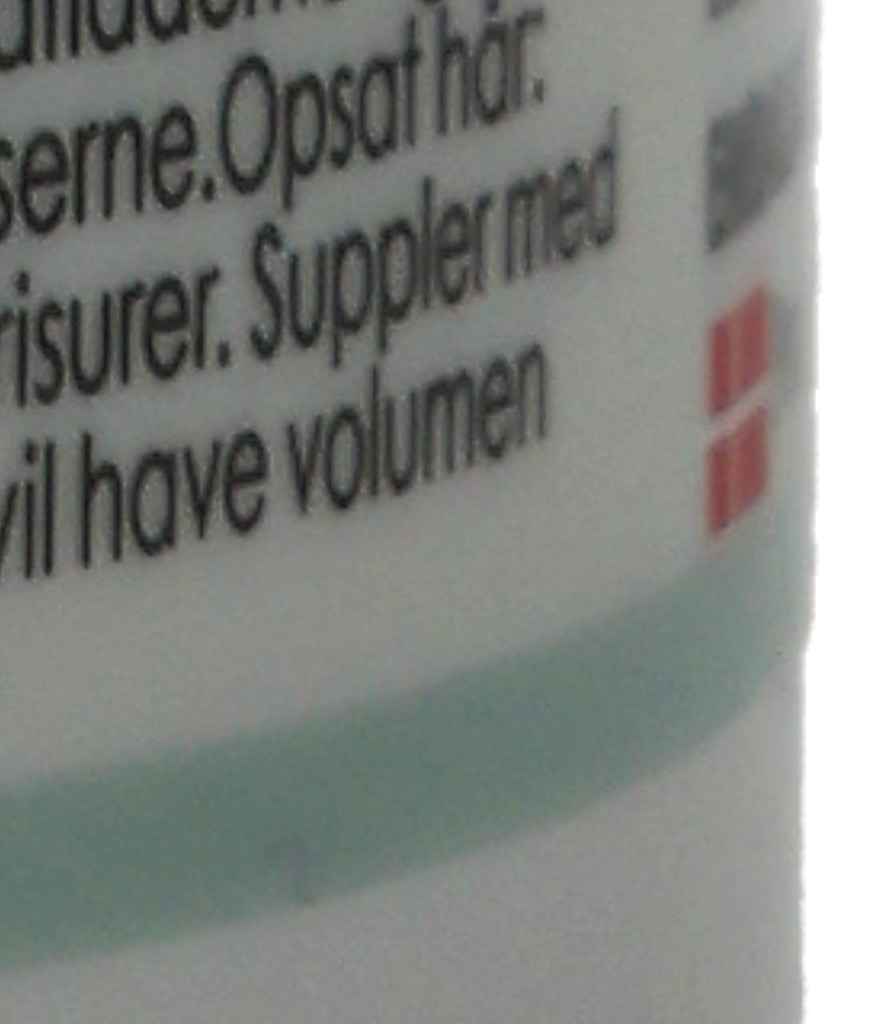 serne. Opsat hår:
risurer. Suppler med
vil have volumen